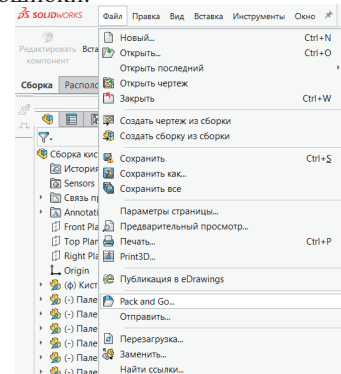 ошибки.
SOLIDWORKS Файл Правка Вид Вставка Инструменты Окно
Новый... Ctrl+N
Редактировать Вста
компонент
Открыть... Ctrl+O
Открыть последний
Сборка Располо
Открыть чертеж
Закрыть Ctrl+W
Создать чертеж из сборки
Создать сборку из сборки
Сборка кис
Сохранить Ctrl+S
История
Сохранить как...
Sensors
Сохранить все
Связь п
Annotati
Параметры страницы...
Front Pla
Предварительный просмотр...
Top Plan
Печать... Ctrl+P
Right Pla
Print3D...
Origin
Публикация в eDrawings
(ф) Кист
(-) Пале
Pack and Go...
(-) Пале
Отправить...
(-) Пале
Перезагрузка...
(-) Пале
Заменить...
(-) Пале
Найти ссылки...